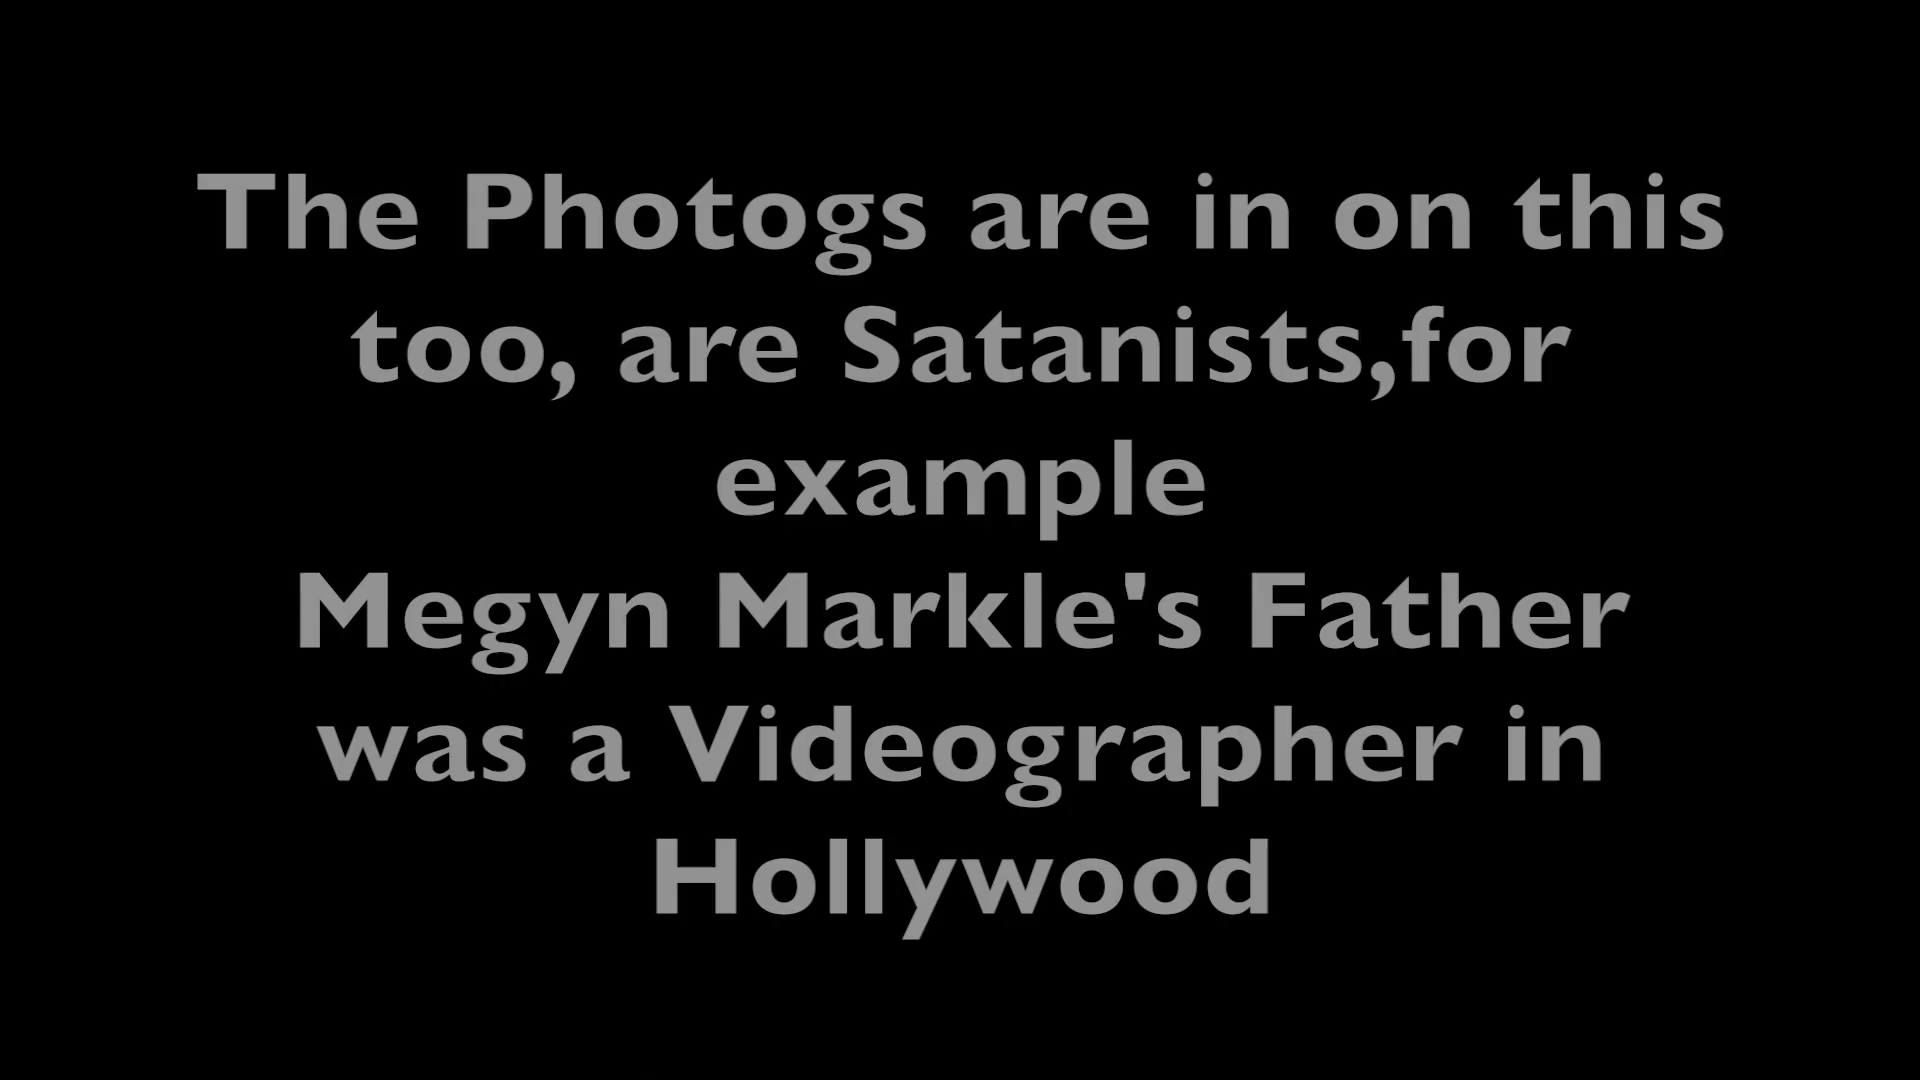 The Photogs are in on this
too, are Satanists,for
example
Megyn Markle's Father
was a Videographer in
Hollywood